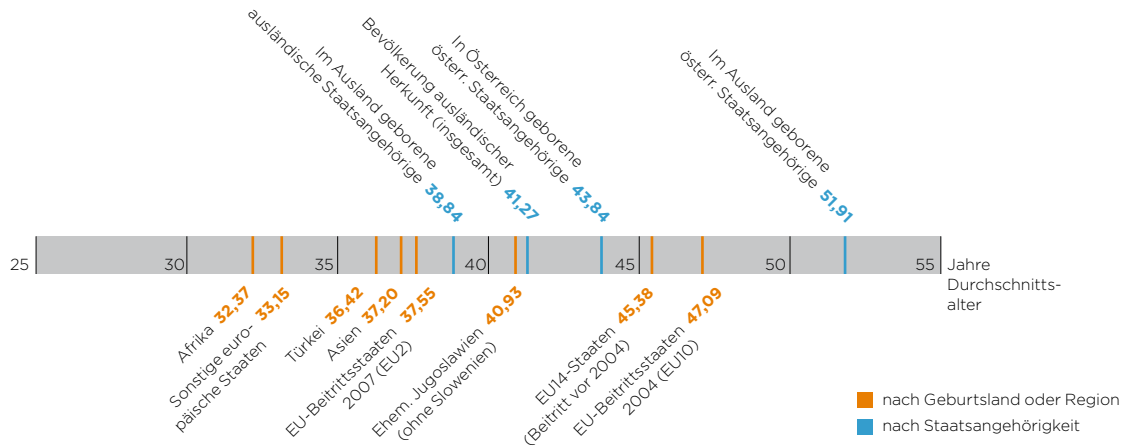 Im Ausland geborene
ausländische Staatsangehörige 38,84
Bevölkerung ausländischer
Herkunft (insgesamt) 41,27
In Österreich geborene
österr. Staatsangehörige 43,84
Im Ausland geborene
österr. Staatsangehörige 51,91
25
30
35
40
45
50
55
Jahre
Durchschnitts-
alter
Afrika 32,37
Sonstige euro- 33,15
päische Staaten
Türkei 36,42
Asien 37,20
EU-Beitrittsstaaten 37,55
2007 (EU2)
Ehem. Jugoslawien 40,93
(ohne Slowenien)
EU14-Staaten 45,38
(Beitritt vor 2004)
EU-Beitrittsstaaten 47,09
2004 (EU10)
nach Geburtsland oder Region
nach Staatsangehörigkeit